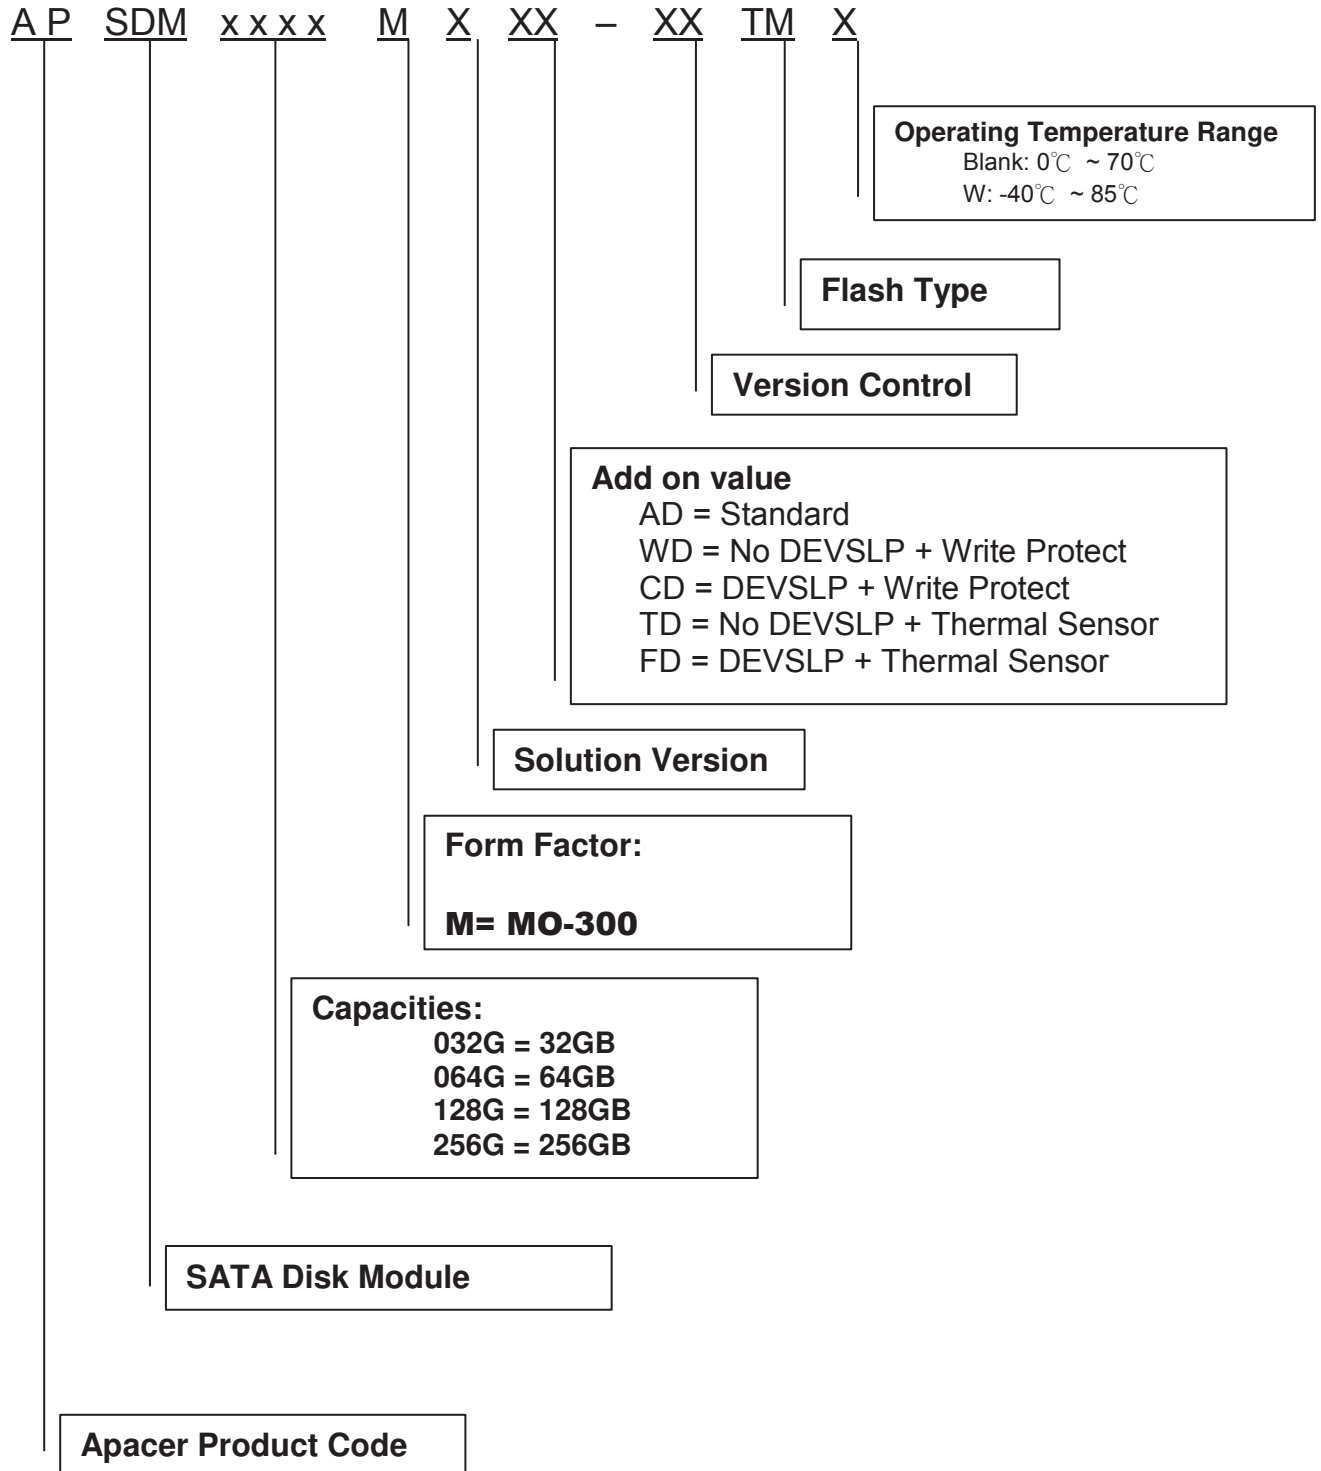 A P SDM x x x x M X XX – XX TM X
Operating Temperature Range
Blank: 0℃ ~ 70℃
W: -40℃ ~ 85℃
Flash Type
Version Control
Add on value
AD = Standard
WD = No DEVSLP + Write Protect
CD = DEVSLP + Write Protect
TD = No DEVSLP + Thermal Sensor
FD = DEVSLP + Thermal Sensor
Solution Version
Form Factor:
M= MO-300
Capacities:
032G = 32GB
064G = 64GB
128G = 128GB
256G = 256GB
SATA Disk Module
Apacer Product Code